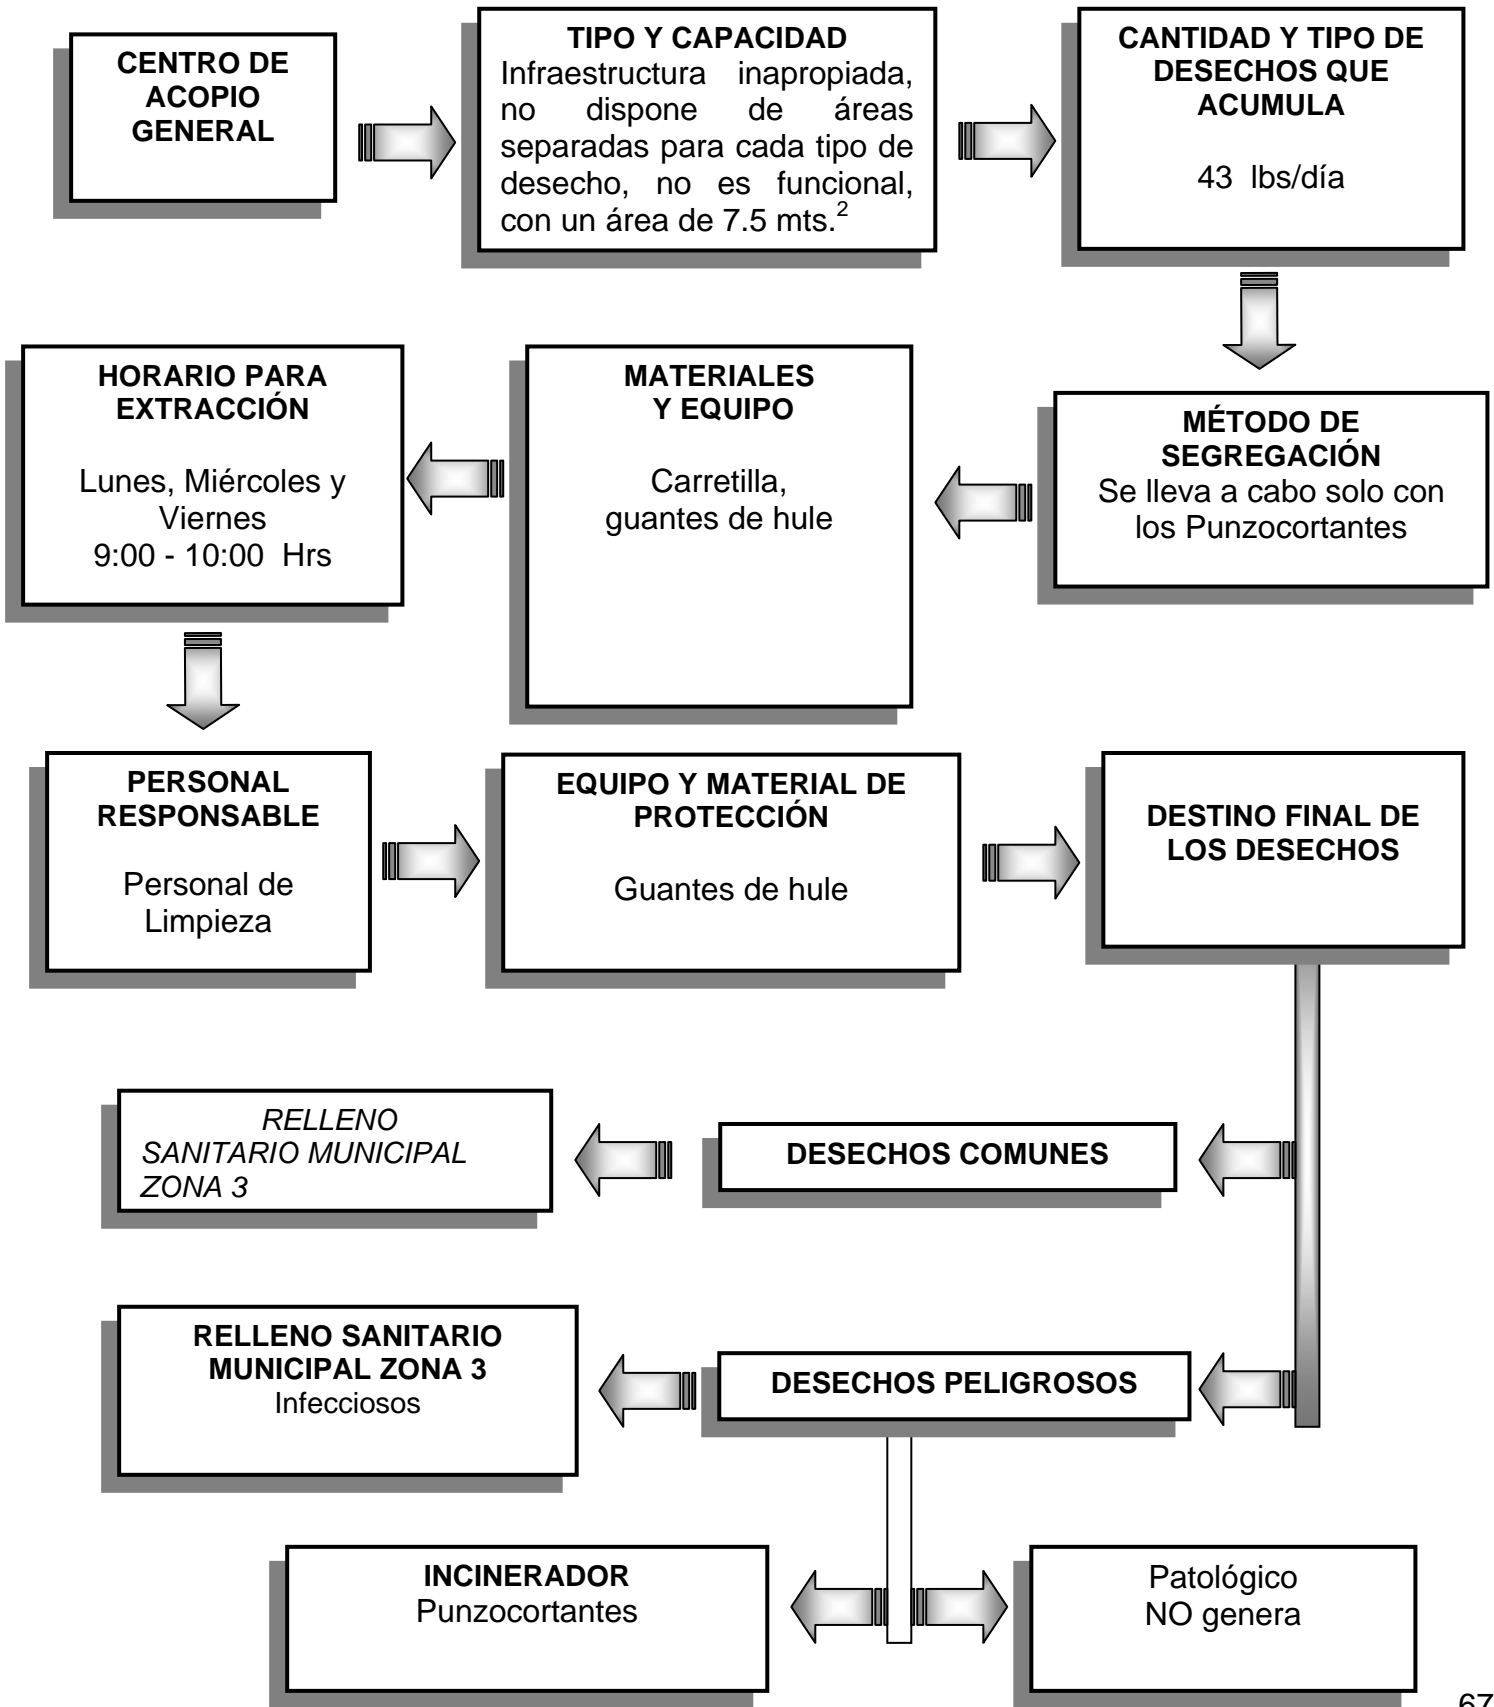 CENTRO DE
ACOPIO
GENERAL
TIPO Y CAPACIDAD
Infraestructura inapropiada,
no dispone de áreas
separadas para cada tipo de
desecho, no es funcional,
con un área de 7.5 mts.²
CANTIDAD Y TIPO DE
DESECHOS QUE
ACUMULA
43 lbs/día
MÉTODO DE
SEGREGACIÓN
Se lleva a cabo solo con
los Punzocortantes
MATERIALES
Y EQUIPO
Carretilla,
guantes de hule
HORARIO PARA
EXTRACCIÓN
Lunes, Miércoles y
Viernes
9:00 - 10:00 Hrs
PERSONAL
RESPONSABLE
Personal de
Limpieza
EQUIPO Y MATERIAL DE
PROTECCIÓN
Guantes de hule
DESTINO FINAL DE
LOS DESECHOS
DESECHOS COMUNES
RELLENO
SANITARIO MUNICIPAL
ZONA 3
DESECHOS PELIGROSOS
RELLENO SANITARIO
MUNICIPAL ZONA 3
Infecciosos
INCINERADOR
Punzocortantes
Patológico
NO genera
67